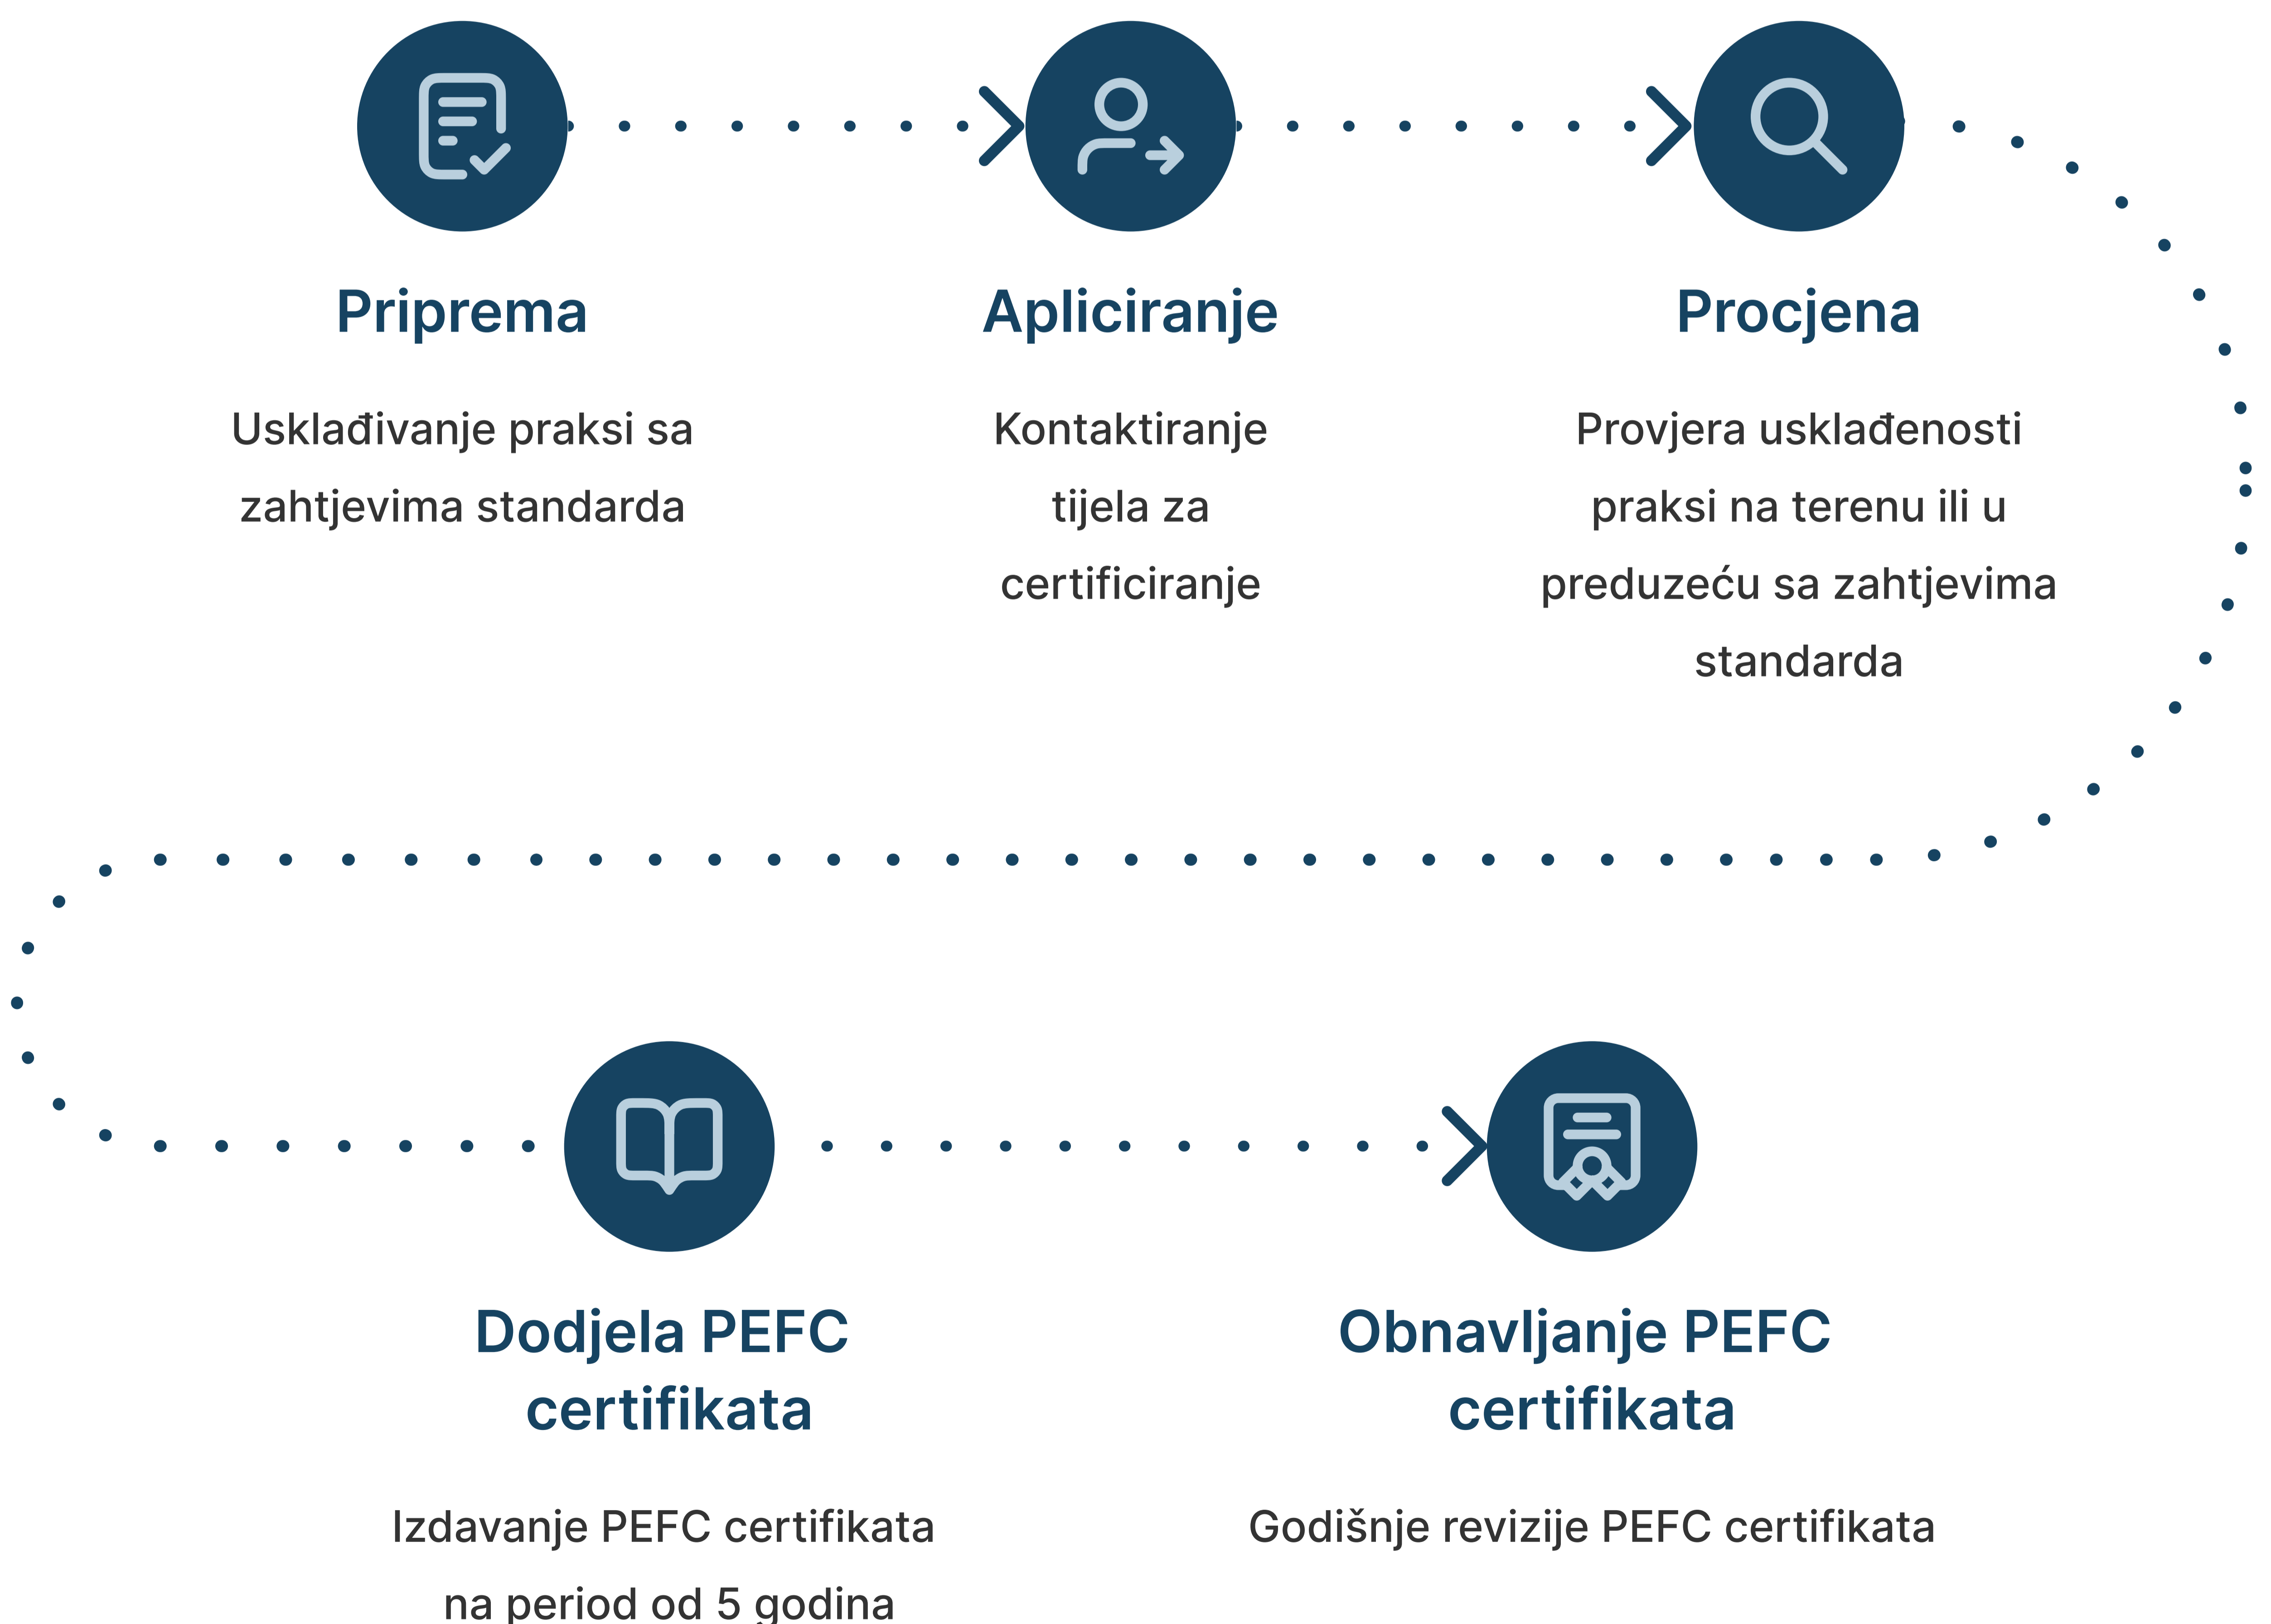 Priprema
Usklađivanje praksi sa
zahtjevima standarda
Apliciranje
Kontaktiranje
tijela za
certificiranje
Procjena
Provjera usklađenosti
praksi na terenu ili u
preduzeću sa zahtjevima
standarda
Dodjela PEFC
certifikata
Izdavanje PEFC certifikata
na period od 5 godina
Obnavljanje PEFC
certifikata
Godišnje revizije PEFC certifikata